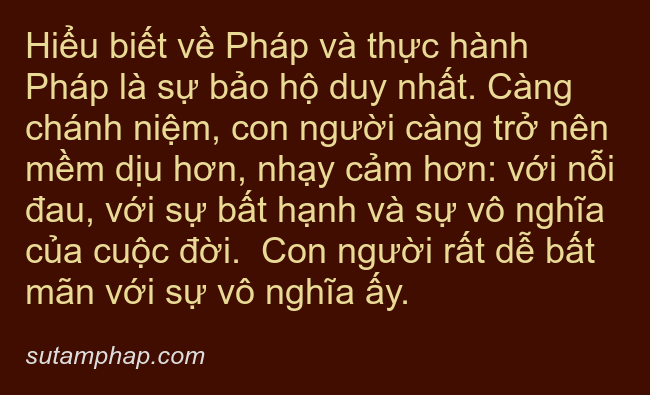 Hiểu biết về Pháp và thực hành
Pháp là sự bảo hộ duy nhất. Càng
chánh niệm, con người càng trở nên
mềm dịu hơn, nhạy cảm hơn: với nỗi
đau, với sự bất hạnh và sự vô nghĩa
của cuộc đời.  Con người rất dễ bất
mãn với sự vô nghĩa ấy.
sutamphap.com